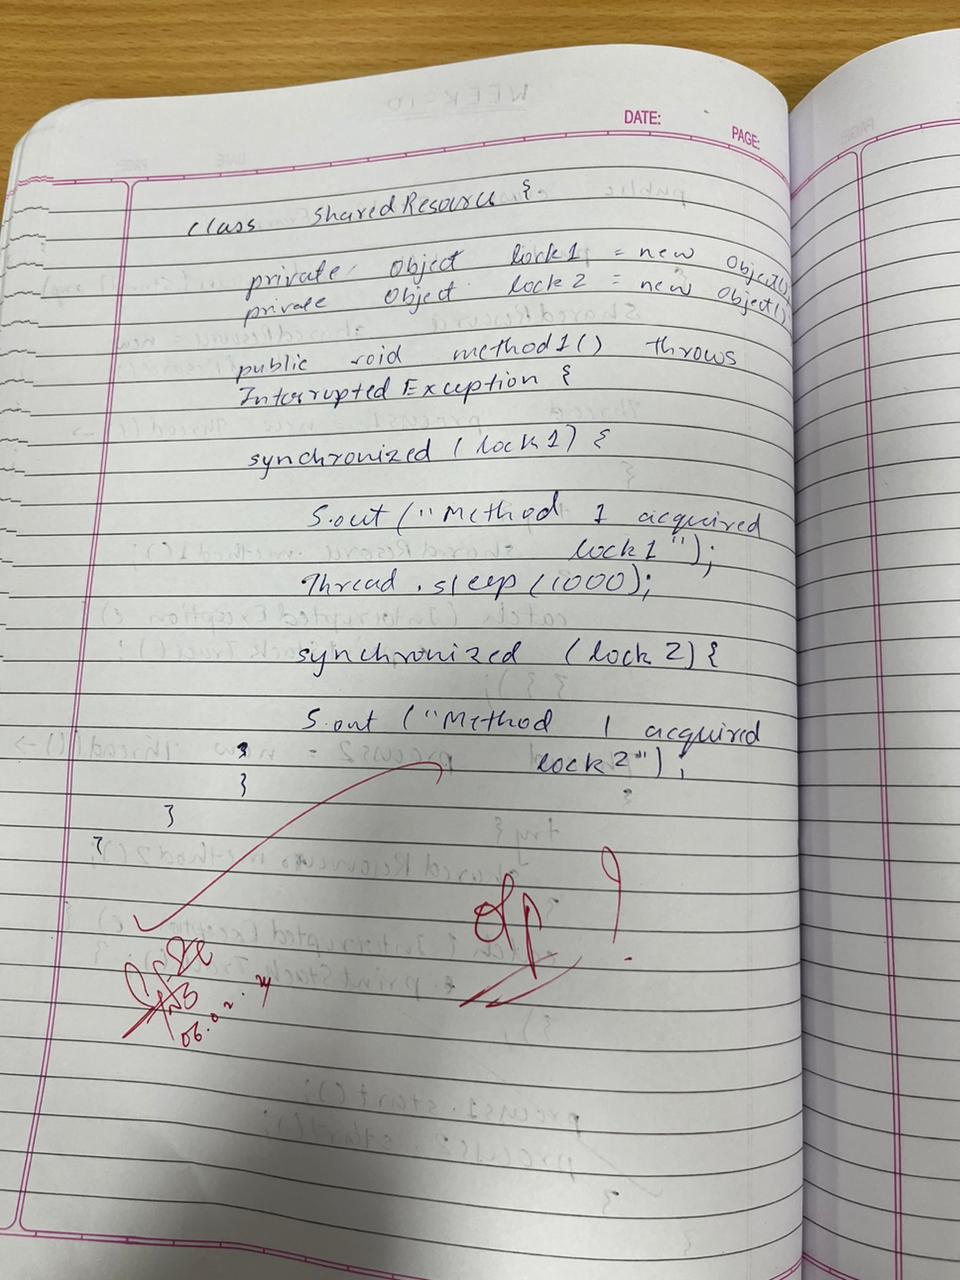 DATE:
PAGE:
class SharedResource {
private Object lock1 = new Object();
private Object lock2 = new Object();
public void method1() throws
Interrupted Exception {
synchronized (lock1) {
S.out ("Method 1 acquired
lock1");
Thread.sleep(1000);
synchronized (lock2) {
S.out ("Method 1 acquired
lock2");
}
}
}
}
O/p ?
06.02.24